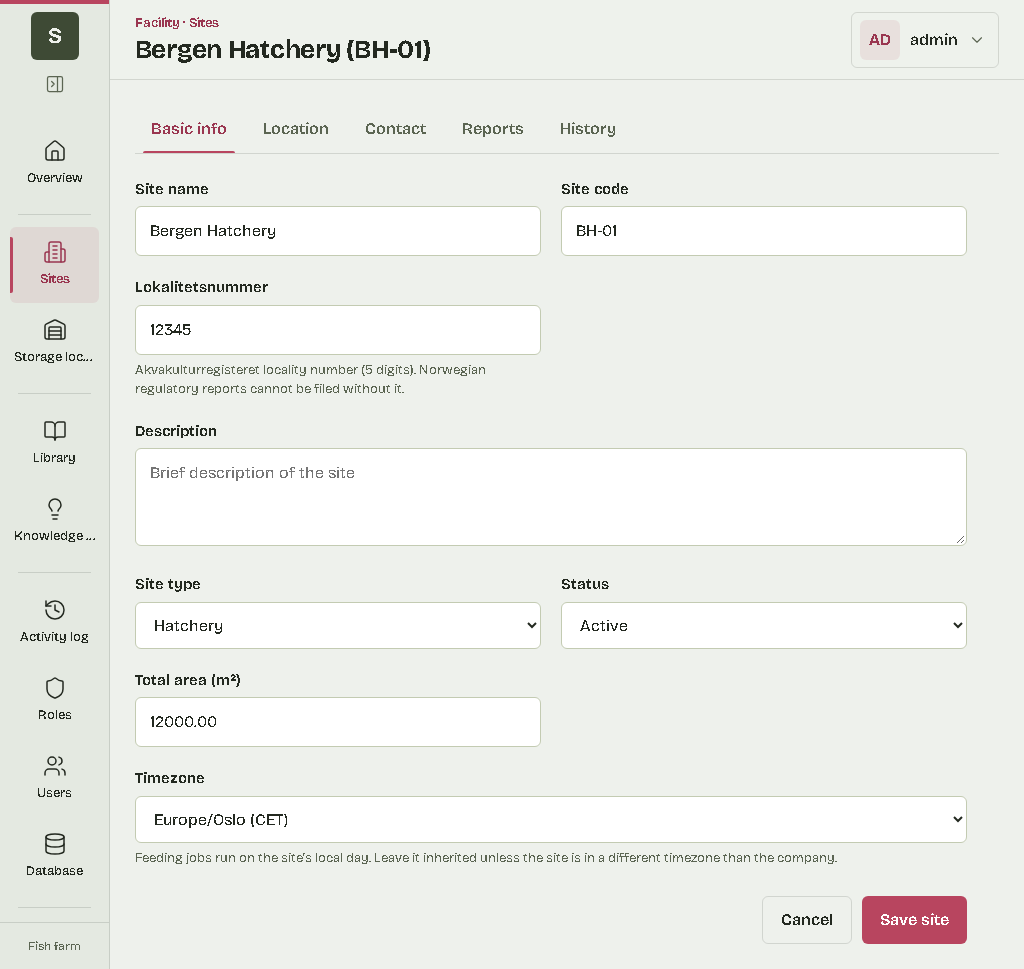 S
Facility · Sites
Bergen Hatchery (BH-01)
AD admin
Overview
Sites
Storage loc...
Library
Knowledge ...
Activity log
Roles
Users
Database
Fish farm
Basic info Location Contact Reports History
Site name Site code
Bergen Hatchery BH-01
Lokalitetsnummer
12345
Akvakulturregisteret locality number (5 digits). Norwegian
regulatory reports cannot be filed without it.
Description
Brief description of the site
Site type Status
Hatchery Active
Total area (m²)
12000.00
Timezone
Europe/Oslo (CET)
Feeding jobs run on the site's local day. Leave it inherited unless the site is in a different timezone than the company.
Cancel Save site